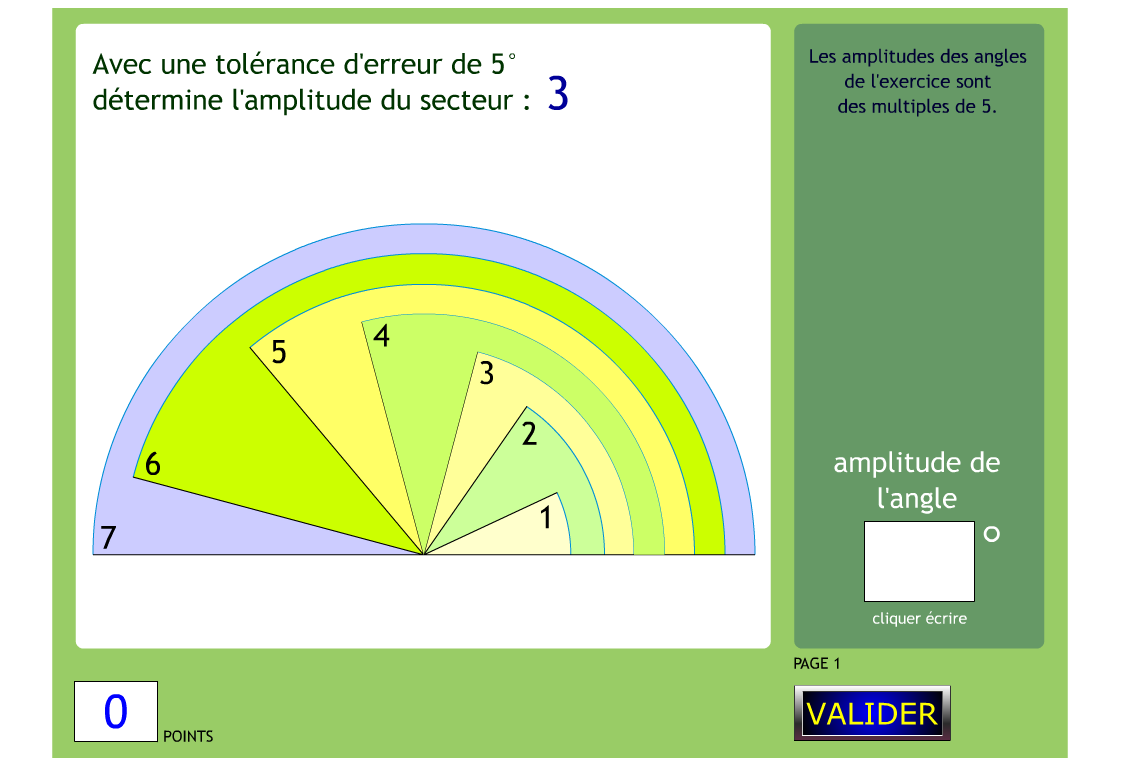 Avec une tolérance d'erreur de 5°
détermine l'amplitude du secteur : 3
Les amplitudes des angles
de l'exercice sont
des multiples de 5.
4
5
3
2
6
1
7
amplitude de
l'angle
o
cliquer écrire
PAGE 1
0 POINTS
VALIDER